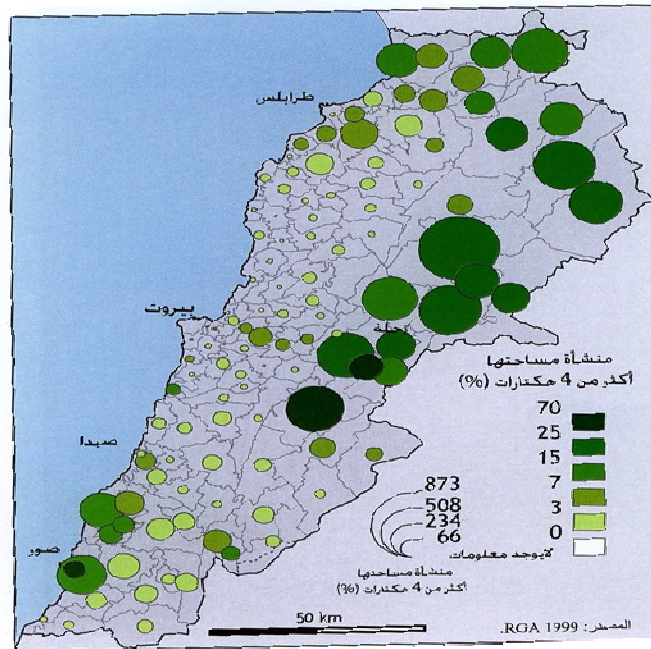 طرابلس
بيروت
زحلة
صيدا
صور
منشأة مساحتها
أكثر من 4 هكتارات (%)
70
25
15
7
3
0
لايوجد معلومات
873
508
234
66
منشأة مساحتها
أكثر من 4 هكتارات (%)
50 km
المصدر: RGA 1999.